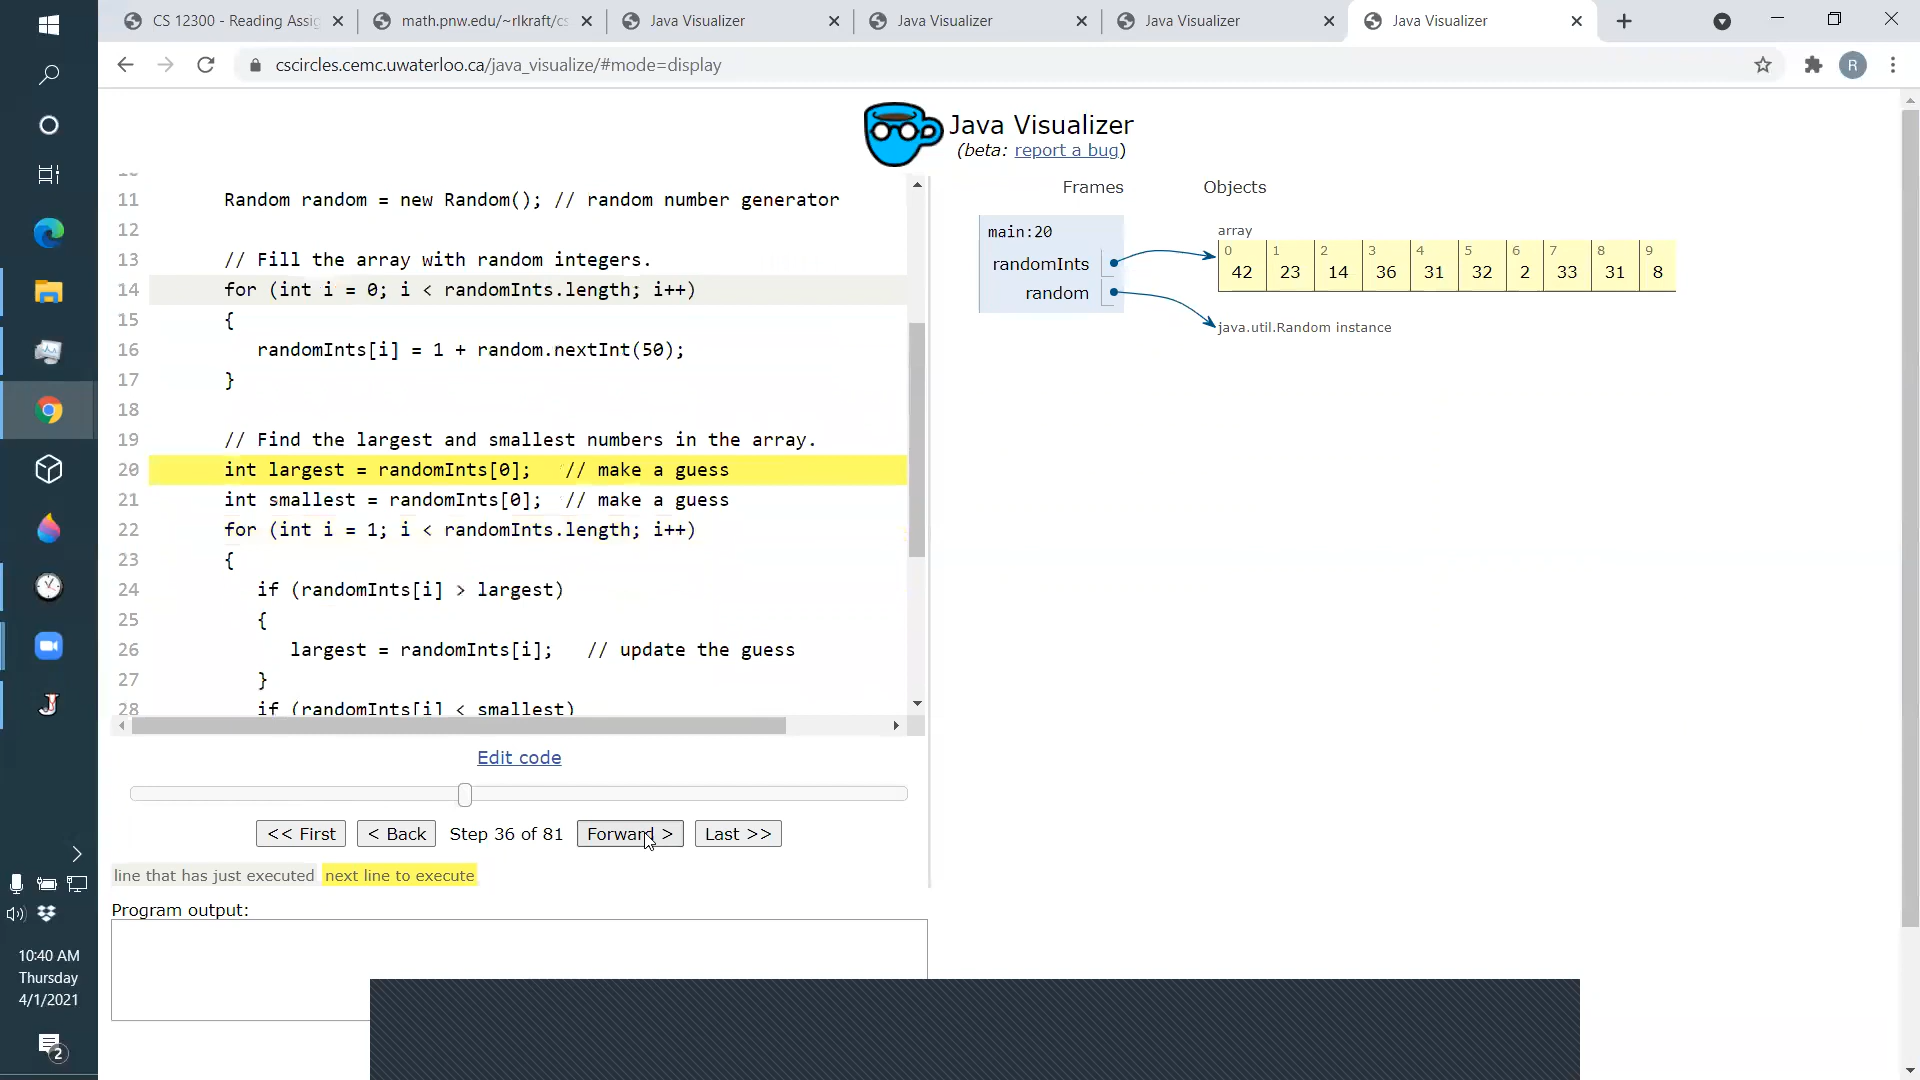 CS 12300 - Reading Assig
math.pnw.edu/~rlkraft/cs
Java Visualizer
Java Visualizer
Java Visualizer
Java Visualizer
cscircles.cemc.uwaterloo.ca/java_visualize/#mode=display
R
Java Visualizer
(beta: report a bug)
11 Random random = new Random(); // random number generator
12
13 // Fill the array with random integers.
14 for (int i = 0; i < randomInts.length; i++)
15 {
16 randomInts[i] = 1 + random.nextInt(50);
17 }
18
19 // Find the largest and smallest numbers in the array.
20 int largest = randomInts[0]; // make a guess
21 int smallest = randomInts[0]; // make a guess
22 for (int i = 1; i < randomInts.length; i++)
23 {
24 if (randomInts[i] > largest)
25 {
26 largest = randomInts[i]; // update the guess
27 }
28 if (randomInts[i] < smallest)
Edit code
<< First < Back Step 36 of 81 Forward > Last >>
line that has just executed next line to execute
Program output:
Frames Objects
main:20
randomInts
random
array
0 1 2 3 4 5 6 7 8 9
42 23 14 36 31 32 2 33 31 8
java.util.Random instance
10:40 AM
Thursday
4/1/2021
2